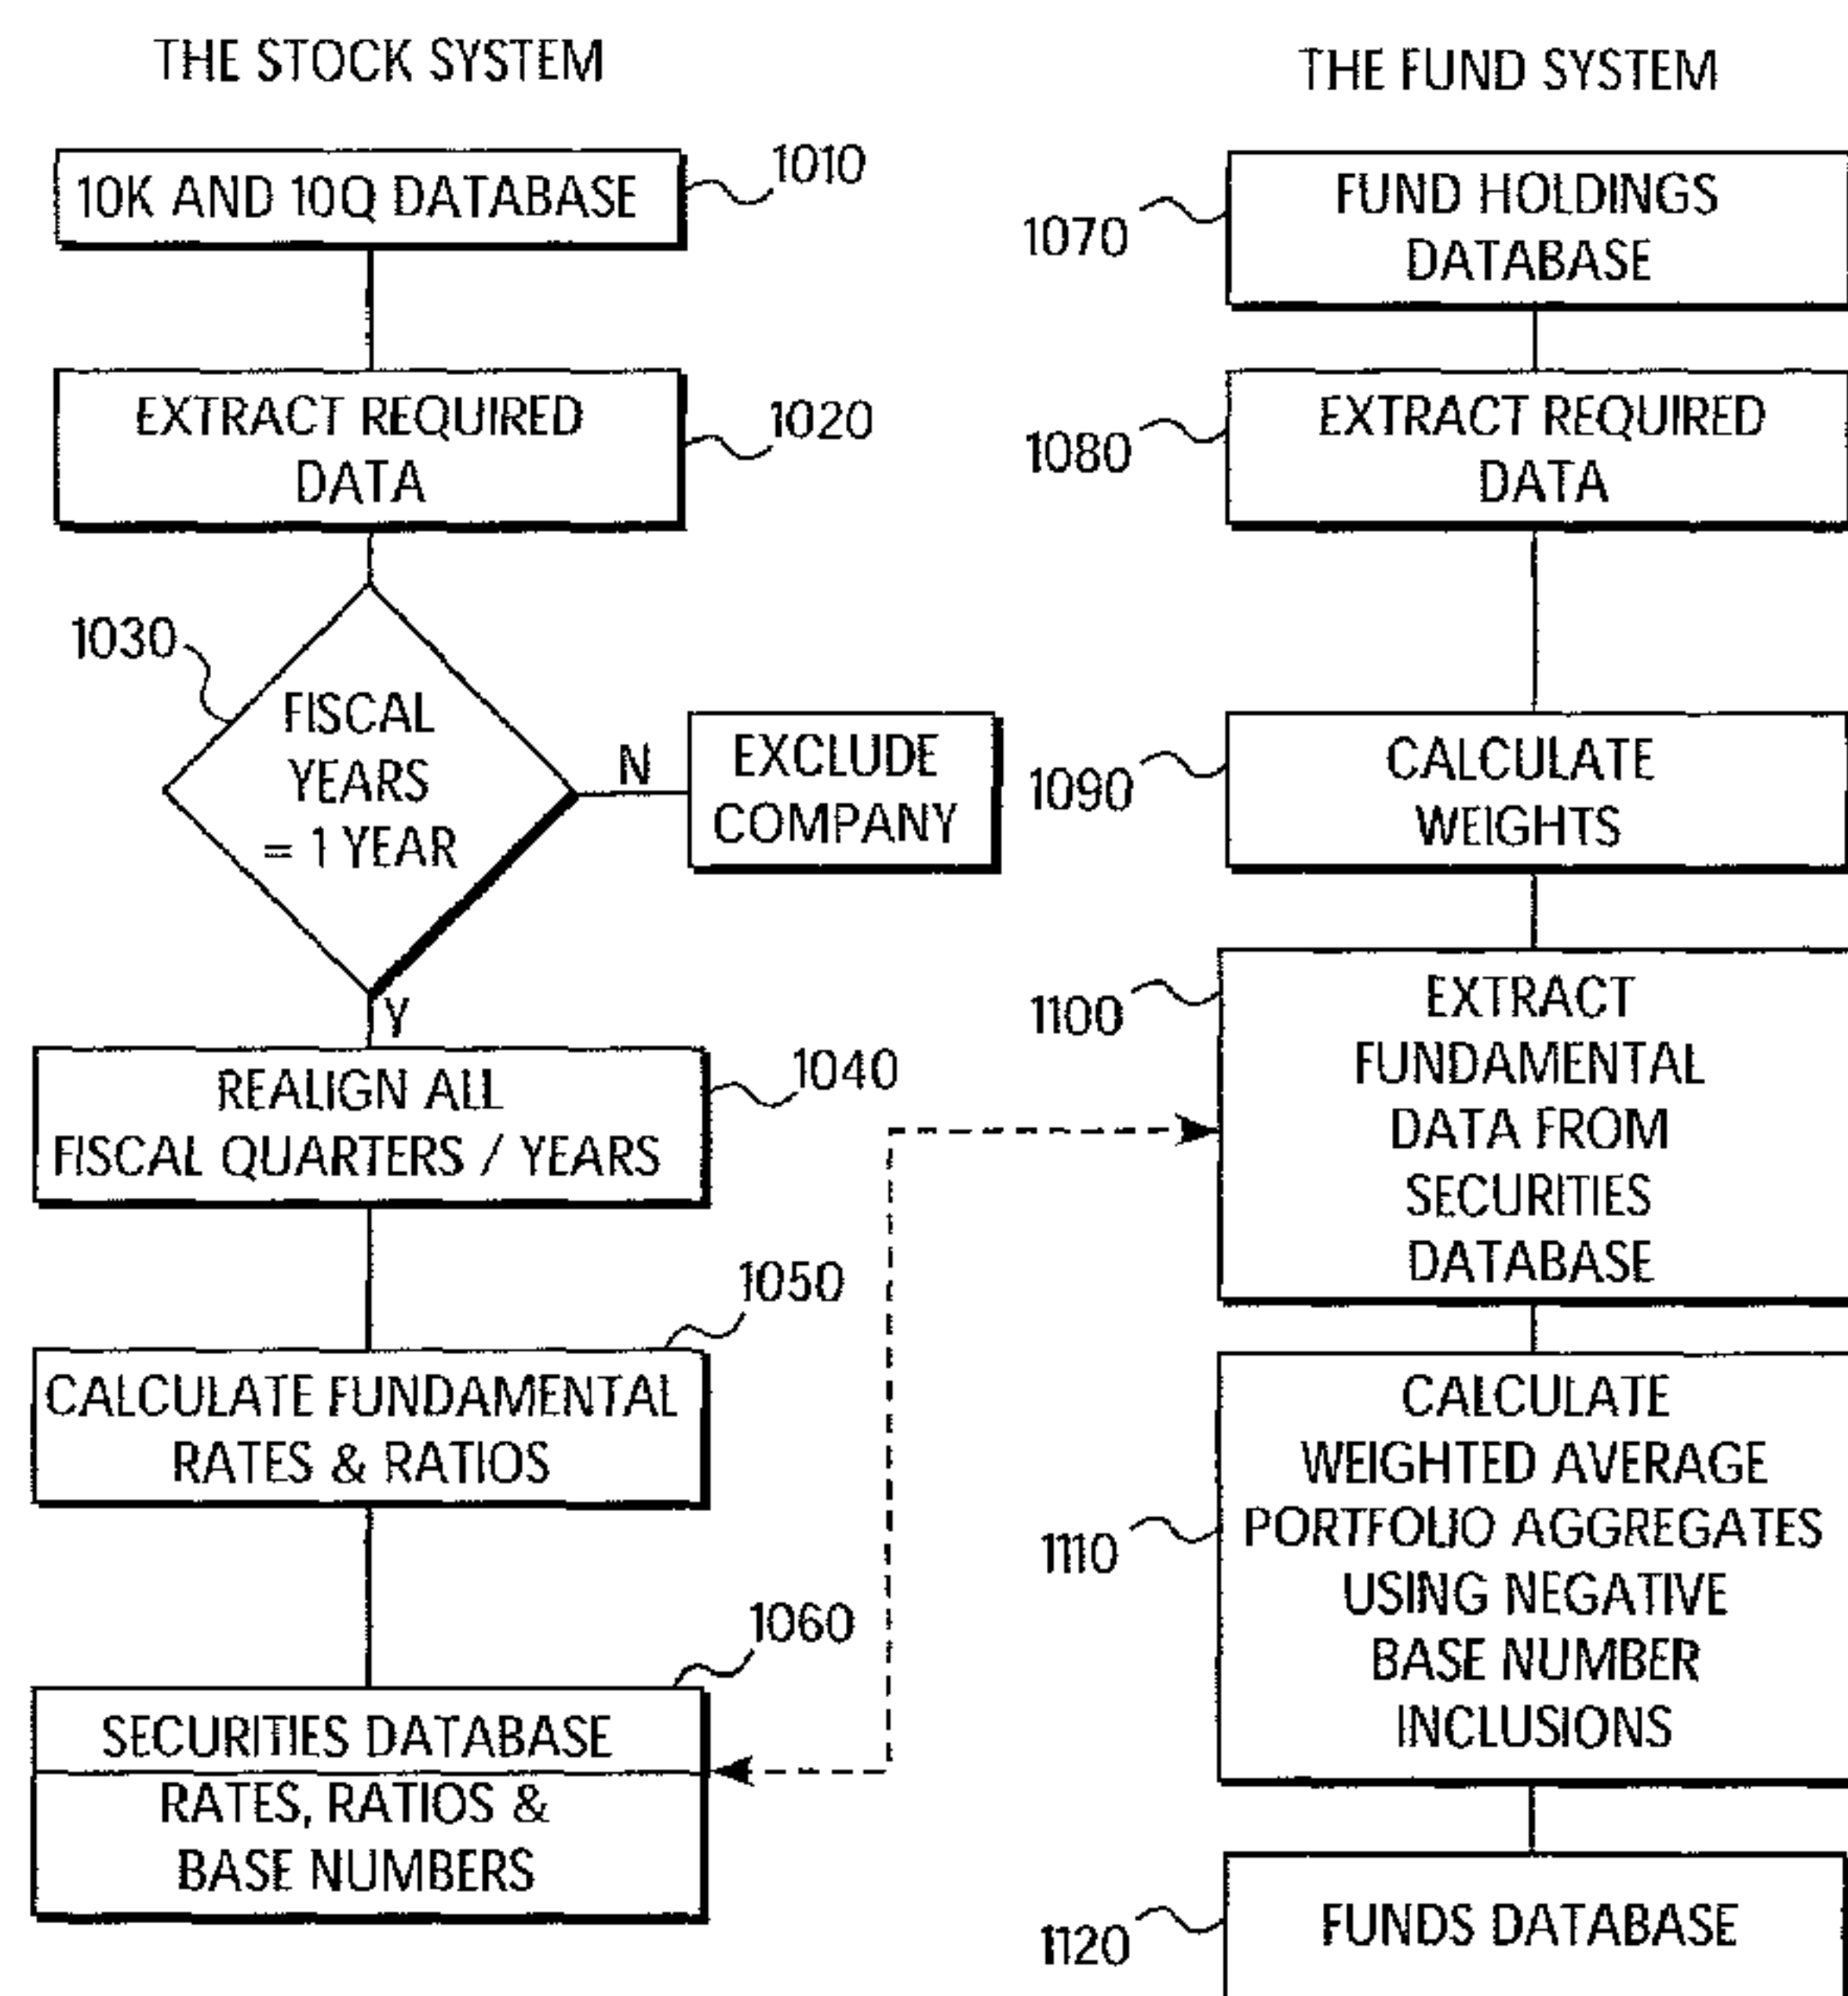 THE STOCK SYSTEM
10K AND 10Q DATABASE
1010
EXTRACT REQUIRED
DATA
1020
1030
FISCAL
YEARS
= 1 YEAR
N
EXCLUDE
COMPANY
Y
REALIGN ALL
FISCAL QUARTERS / YEARS
1040
1050
CALCULATE FUNDAMENTAL
RATES & RATIOS
1060
SECURITIES DATABASE
RATES, RATIOS &
BASE NUMBERS
THE FUND SYSTEM
1070
FUND HOLDINGS
DATABASE
1080
EXTRACT REQUIRED
DATA
1090
CALCULATE
WEIGHTS
1100
EXTRACT
FUNDAMENTAL
DATA FROM
SECURITIES
DATABASE
1110
CALCULATE
WEIGHTED AVERAGE
PORTFOLIO AGGREGATES
USING NEGATIVE
BASE NUMBER
INCLUSIONS
1120
FUNDS DATABASE